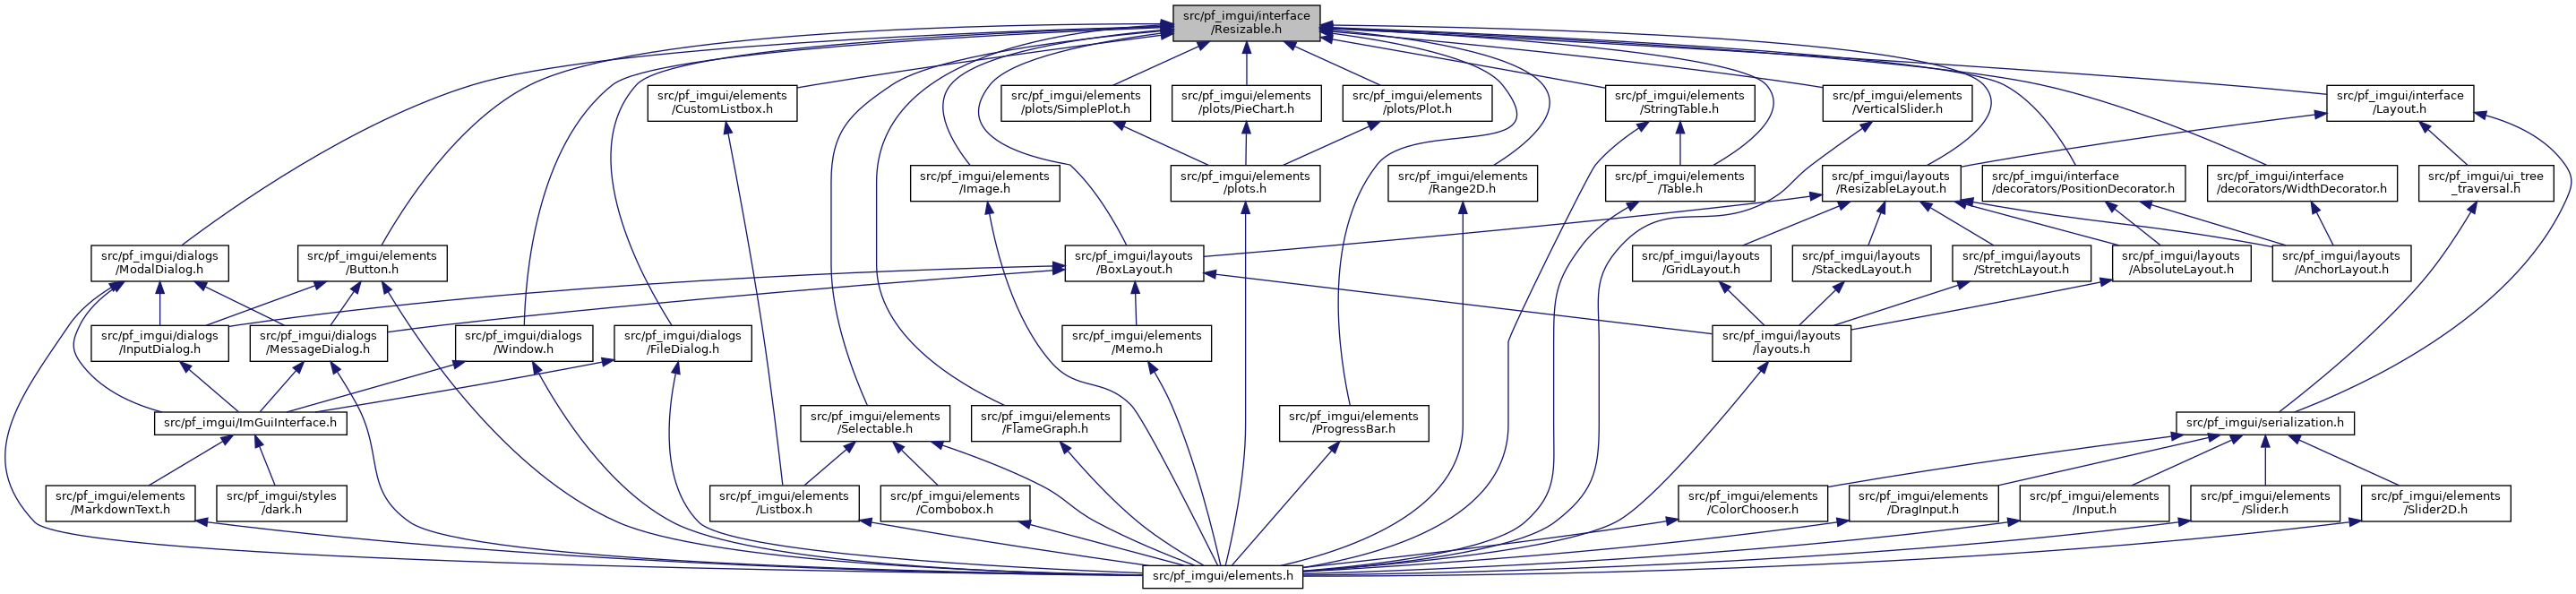 src/pf_imgui/interface
/Resizable.h
src/pf_imgui/elements
/CustomListbox.h
src/pf_imgui/elements
/plots/SimplePlot.h
src/pf_imgui/elements
/plots/PieChart.h
src/pf_imgui/elements
/plots/Plot.h
src/pf_imgui/elements
/StringTable.h
src/pf_imgui/elements
/VerticalSlider.h
src/pf_imgui/interface
/Layout.h
src/pf_imgui/elements
/Image.h
src/pf_imgui/elements
/plots.h
src/pf_imgui/elements
/Range2D.h
src/pf_imgui/elements
/Table.h
src/pf_imgui/layouts
/ResizableLayout.h
src/pf_imgui/interface
/decorators/PositionDecorator.h
src/pf_imgui/interface
/decorators/WidthDecorator.h
src/pf_imgui/ui_tree
_traversal.h
src/pf_imgui/dialogs
/ModalDialog.h
src/pf_imgui/elements
/Button.h
src/pf_imgui/layouts
/BoxLayout.h
src/pf_imgui/layouts
/GridLayout.h
src/pf_imgui/layouts
/StackedLayout.h
src/pf_imgui/layouts
/StretchLayout.h
src/pf_imgui/layouts
/AbsoluteLayout.h
src/pf_imgui/layouts
/AnchorLayout.h
src/pf_imgui/dialogs
/InputDialog.h
src/pf_imgui/dialogs
/MessageDialog.h
src/pf_imgui/dialogs
/Window.h
src/pf_imgui/dialogs
/FileDialog.h
src/pf_imgui/elements
/Memo.h
src/pf_imgui/layouts
/layouts.h
src/pf_imgui/ImGuiInterface.h
src/pf_imgui/elements
/Selectable.h
src/pf_imgui/elements
/FlameGraph.h
src/pf_imgui/elements
/ProgressBar.h
src/pf_imgui/serialization.h
src/pf_imgui/elements
/MarkdownText.h
src/pf_imgui/styles
/dark.h
src/pf_imgui/elements
/Listbox.h
src/pf_imgui/elements
/Combobox.h
src/pf_imgui/elements
/ColorChooser.h
src/pf_imgui/elements
/DragInput.h
src/pf_imgui/elements
/Input.h
src/pf_imgui/elements
/Slider.h
src/pf_imgui/elements
/Slider2D.h
src/pf_imgui/elements.h